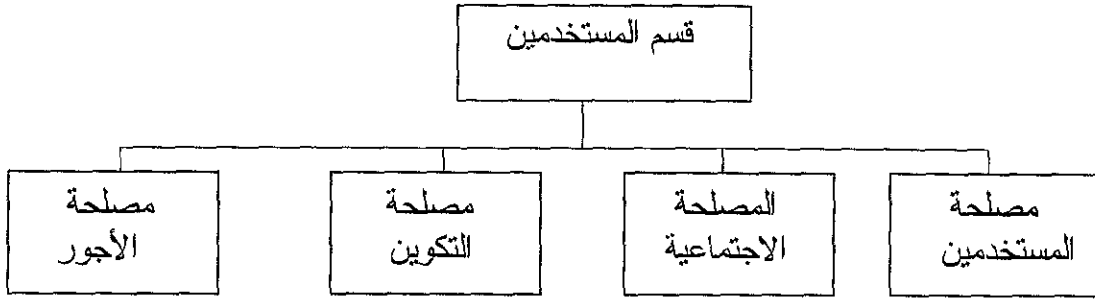 قسم المستخدمين
مصلحة
المستخدمين
المصلحة
الاجتماعية
مصلحة
التكوين
مصلحة
الأجور